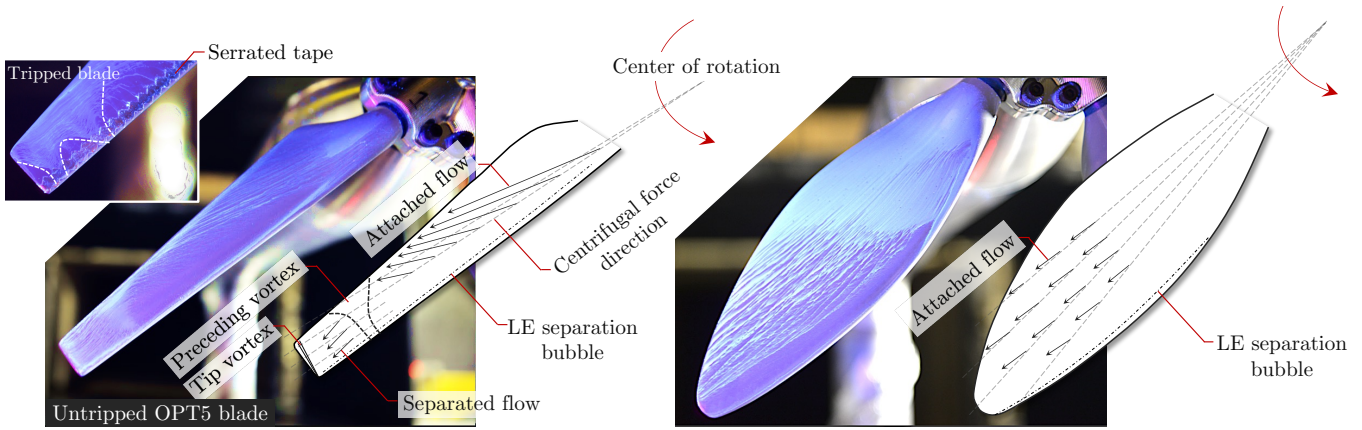 Serrated tape
Tripped blade
Center of rotation
Attached flow
Centrifugal force
direction
Preceding vortex
Tip vortex
LE separation
bubble
Separated flow
Untripped OPT5 blade
Attached flow
LE separation
bubble